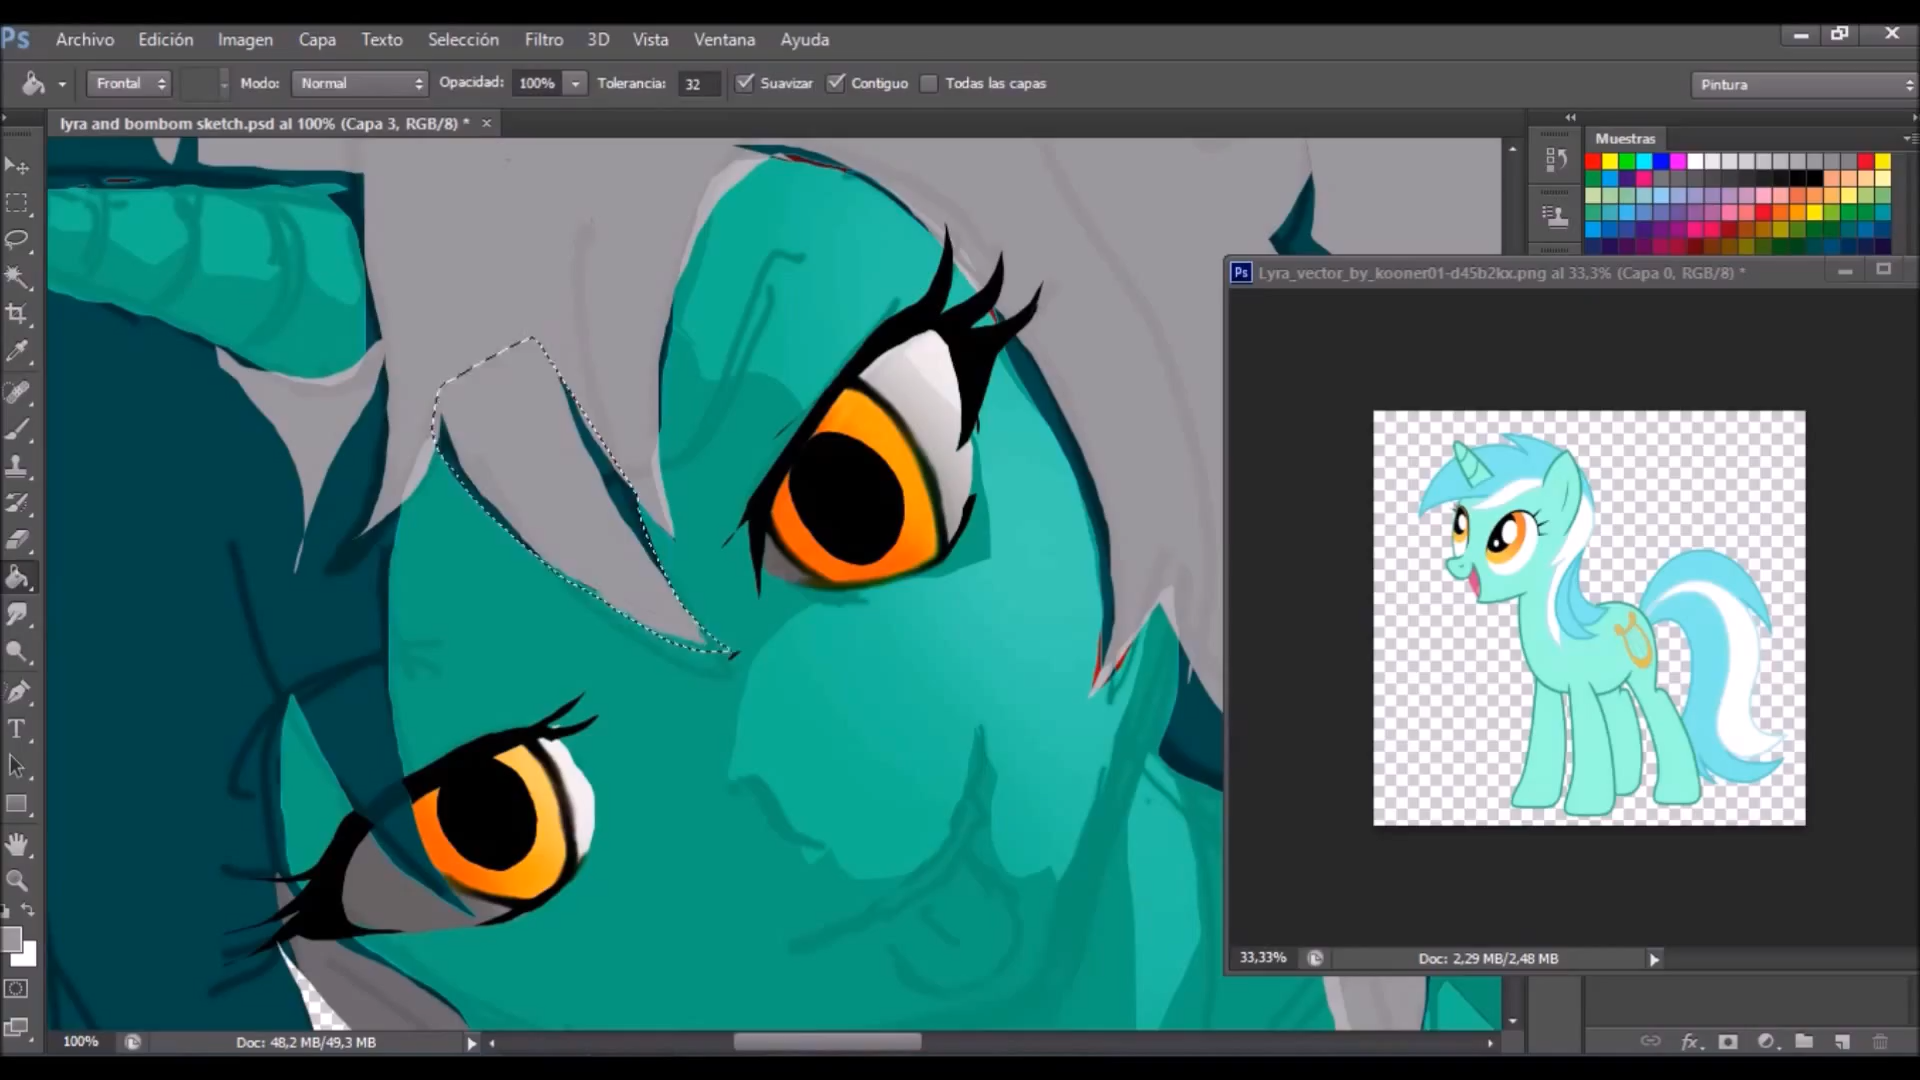 Ps Archivo Edición Imagen Capa Texto Selección Filtro 3D Vista Ventana Ayuda
Frontal Modo: Normal Opacidad: 100% Tolerancia: 32 Suavizar Contiguo Todas las capas Pintura
lyra and bombom sketch.psd al 100% (Capa 3, RGB/8) * ×
Muestras
Ps Lyra_vector_by_kooner01-d45b2kx.png al 33,3% (Capa 0, RGB/8) *
T
33,33% Doc: 2,29 MB/2,48 MB
100% Doc: 48,2 MB/49,3 MB
fx